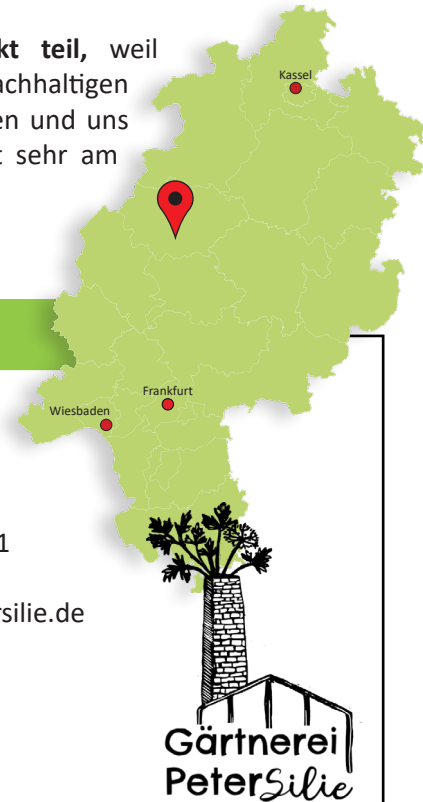 kt teil, weil
achhaltigen
en und uns
t sehr am
Kassel
Frankfurt
Wiesbaden
1
rsilie.de
Gärtnerei
PeterSilie